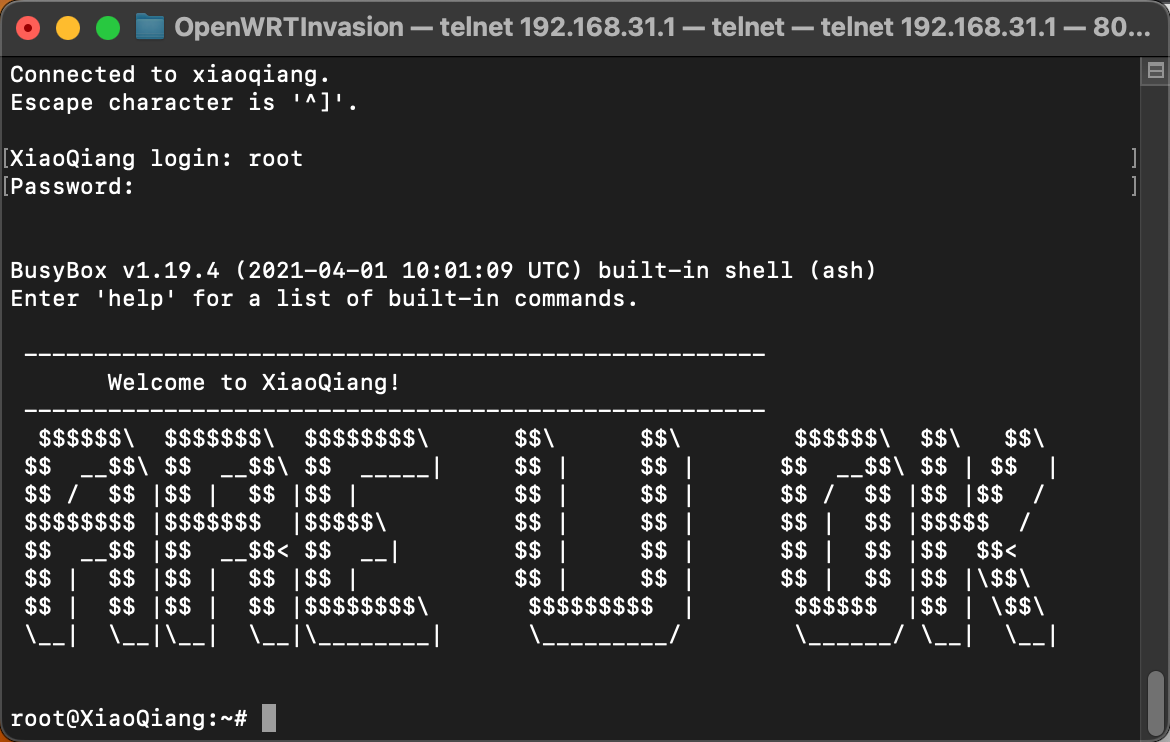 OpenWRTInvasion — telnet 192.168.31.1 — telnet — telnet 192.168.31.1 — 80...
Connected to xiaoqiang.
Escape character is '^]'.
[XiaoQiang login: root ]
[Password: ]
BusyBox v1.19.4 (2021-04-01 10:01:09 UTC) built-in shell (ash)
Enter 'help' for a list of built-in commands.
 -----------------------------------------------------
       Welcome to XiaoQiang!
 -----------------------------------------------------
  $$$$$$\  $$$$$$$\  $$$$$$$$\      $$\      $$\        $$$$$$\  $$\   $$\
 $$  __$$\ $$  __$$\ $$  _____|     $$ |     $$ |      $$  __$$\ $$ | $$  |
 $$ /  $$ |$$ |  $$ |$$ |           $$ |     $$ |      $$ /  $$ |$$ |$$  /
 $$$$$$$$ |$$$$$$$  |$$$$$\         $$ |     $$ |      $$ |  $$ |$$$$$  /
 $$  __$$ |$$  __$$< $$  __|        $$ |     $$ |      $$ |  $$ |$$  $$<
 $$ |  $$ |$$ |  $$ |$$ |           $$ |     $$ |      $$ |  $$ |$$ |\$$\
 $$ |  $$ |$$ |  $$ |$$$$$$$$\       $$$$$$$$$  |       $$$$$$  |$$ | \$$\
 \__|  \__|\__|  \__|\________|      \_________/        \______/ \__|  \__|
root@XiaoQiang:~#